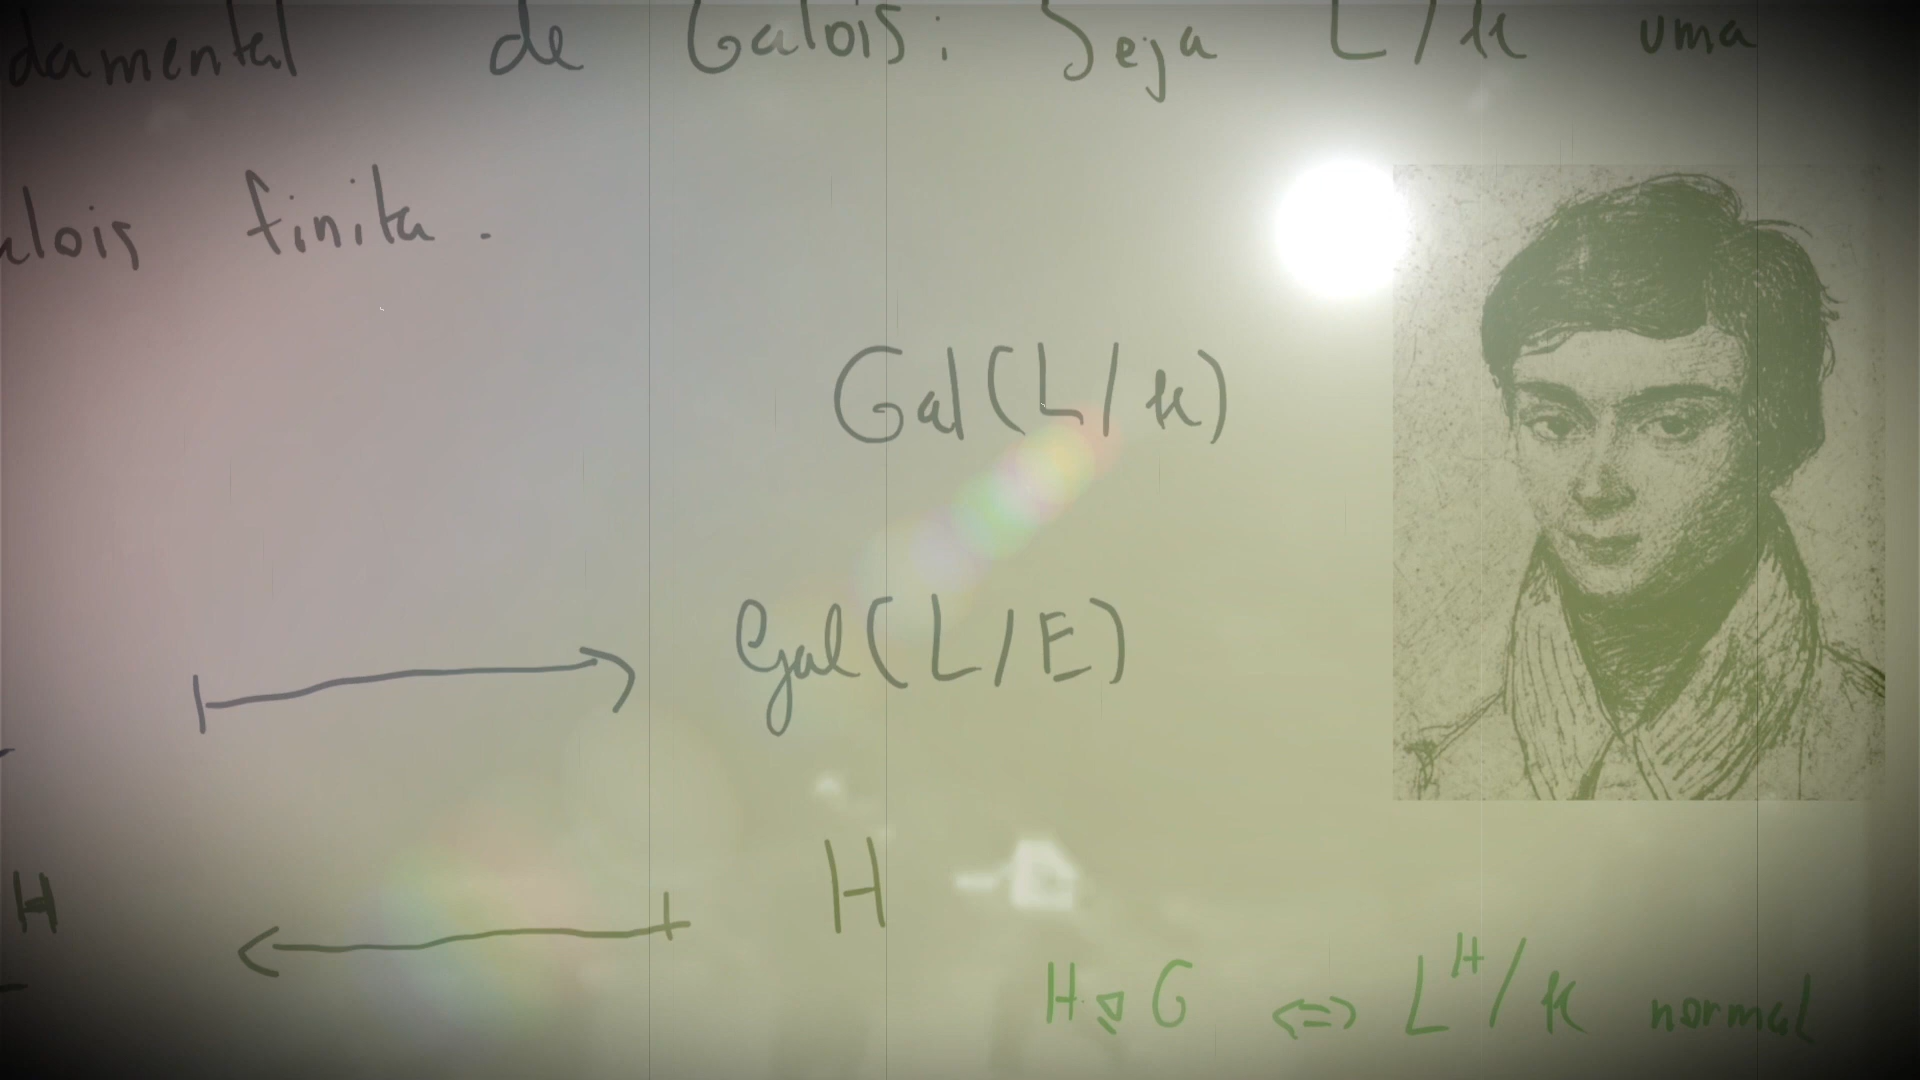 damental de Galois: Seja L/k uma
alois finita.
Gal(L/k)
Gal(L/E)
H H
H ⊴ G <=> L^H/k normal